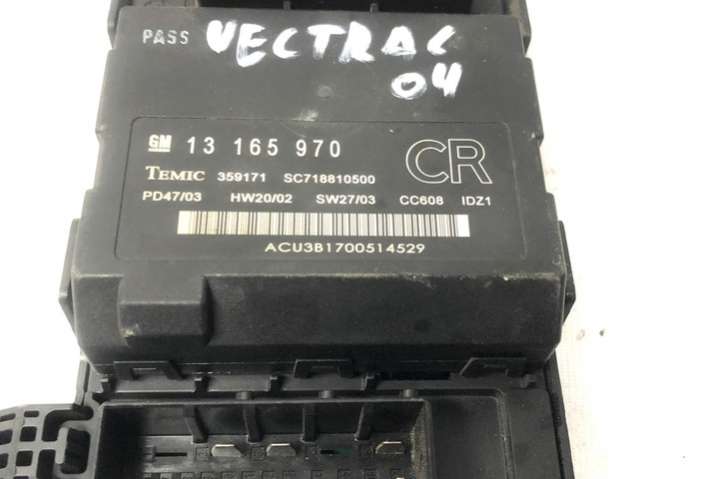 PASS VECTRA C
04
GM 13 165 970 CR
TEMIC 359171 SC718810500
PD47/03 HW20/02 SW27/03 CC608 IDZ1
ACU3B1700514529